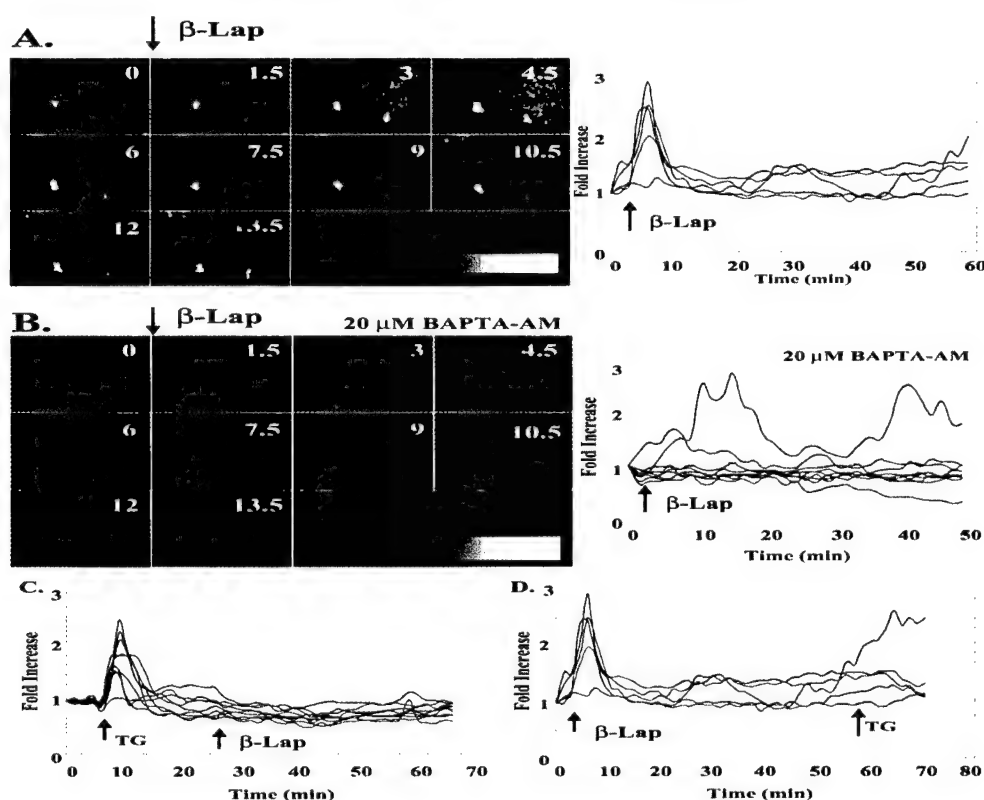 A.
↓ β-Lap
0 1.5 3 4.5
6 7.5 9 10.5
12 13.5
3
2
1
0
Fold Increase
↑ β-Lap
0 10 20 30 40 50 60
Time (min)
B.
↓ β-Lap
20 μM BAPTA-AM
0 1.5 3 4.5
6 7.5 9 10.5
12 13.5
20 μM BAPTA-AM
3
2
1
0
Fold Increase
↑ β-Lap
0 10 20 30 40 50
Time (min)
C.
3
2
1
0
Fold Increase
↑ TG
↑ β-Lap
0 10 20 30 40 50 60 70
Time (min)
D.
3
2
1
0
Fold Increase
↑ β-Lap
↑ TG
0 10 20 30 40 50 60 70 80
Time (min)